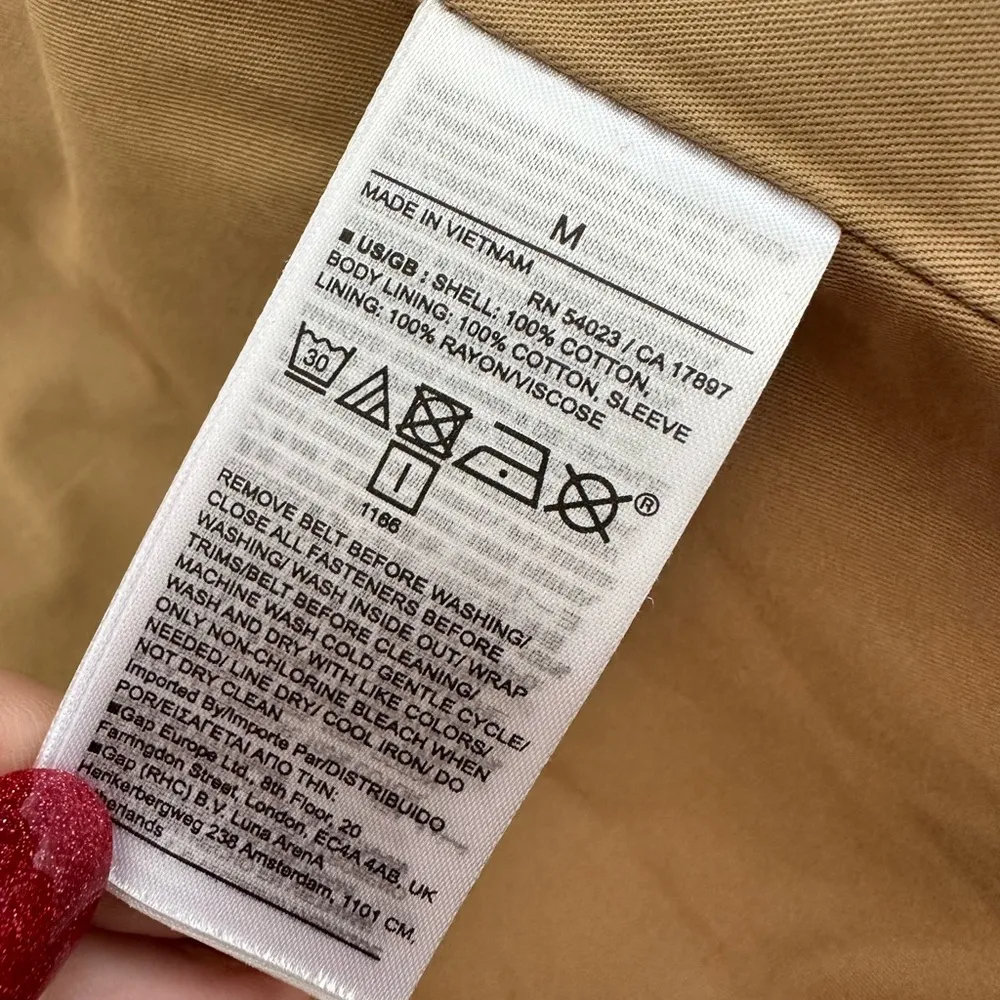 M
MADE IN VIETNAM
RN 54023 / CA 17897
■ US/GB : SHELL: 100% COTTON,
BODY LINING: 100% COTTON, SLEEVE
LINING: 100% RAYON/VISCOSE
30
®
1166
REMOVE BELT BEFORE WASHING/
CLOSE ALL FASTENERS BEFORE
WASHING/ WASH INSIDE OUT/ WRAP
TRIMS/BELT BEFORE CLEANING/
MACHINE WASH COLD GENTLE CYCLE/
WASH AND DRY WITH LIKE COLORS/
ONLY NON-CHLORINE BLEACH WHEN
NEEDED/ LINE DRY/ COOL IRON/ DO
NOT DRY CLEAN
Imported By/Importe Par/DISTRIBUIDO
POR/ΕΙΣΑΓΕΤΑΙ ΑΠΟ ΤΗΝ:
■Gap Europe Ltd., 8th Floor, 20
Farringdon Street, London, EC4A 4AB, UK
■Gap (RHC) B.V. Luna ArenA
Herikerbergweg 238 Amsterdam, 1101 CM,
herlands